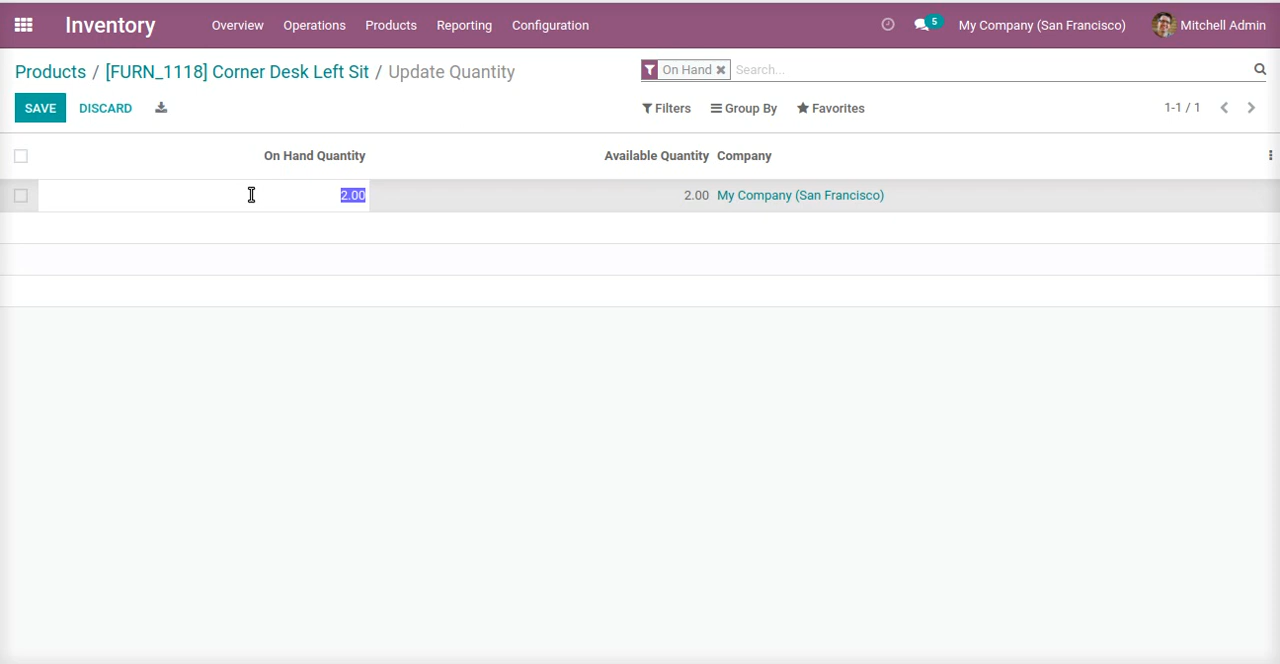 Inventory Overview Operations Products Reporting Configuration 5 My Company (San Francisco) Mitchell Admin
Products / [FURN_1118] Corner Desk Left Sit / Update Quantity On Hand Search...
SAVE DISCARD Filters Group By Favorites 1-1 / 1
On Hand Quantity Available Quantity Company
2.00 2.00 My Company (San Francisco)